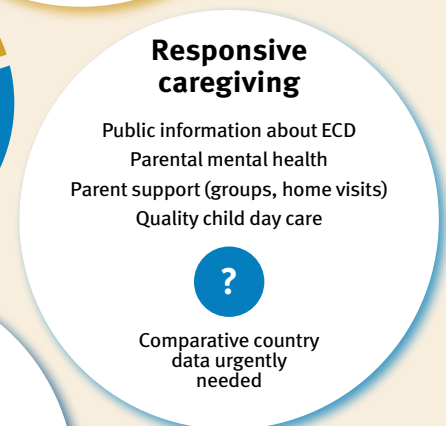 Responsive
caregiving
Public information about ECD
Parental mental health
Parent support (groups, home visits)
Quality child day care
?
Comparative country
data urgently
needed